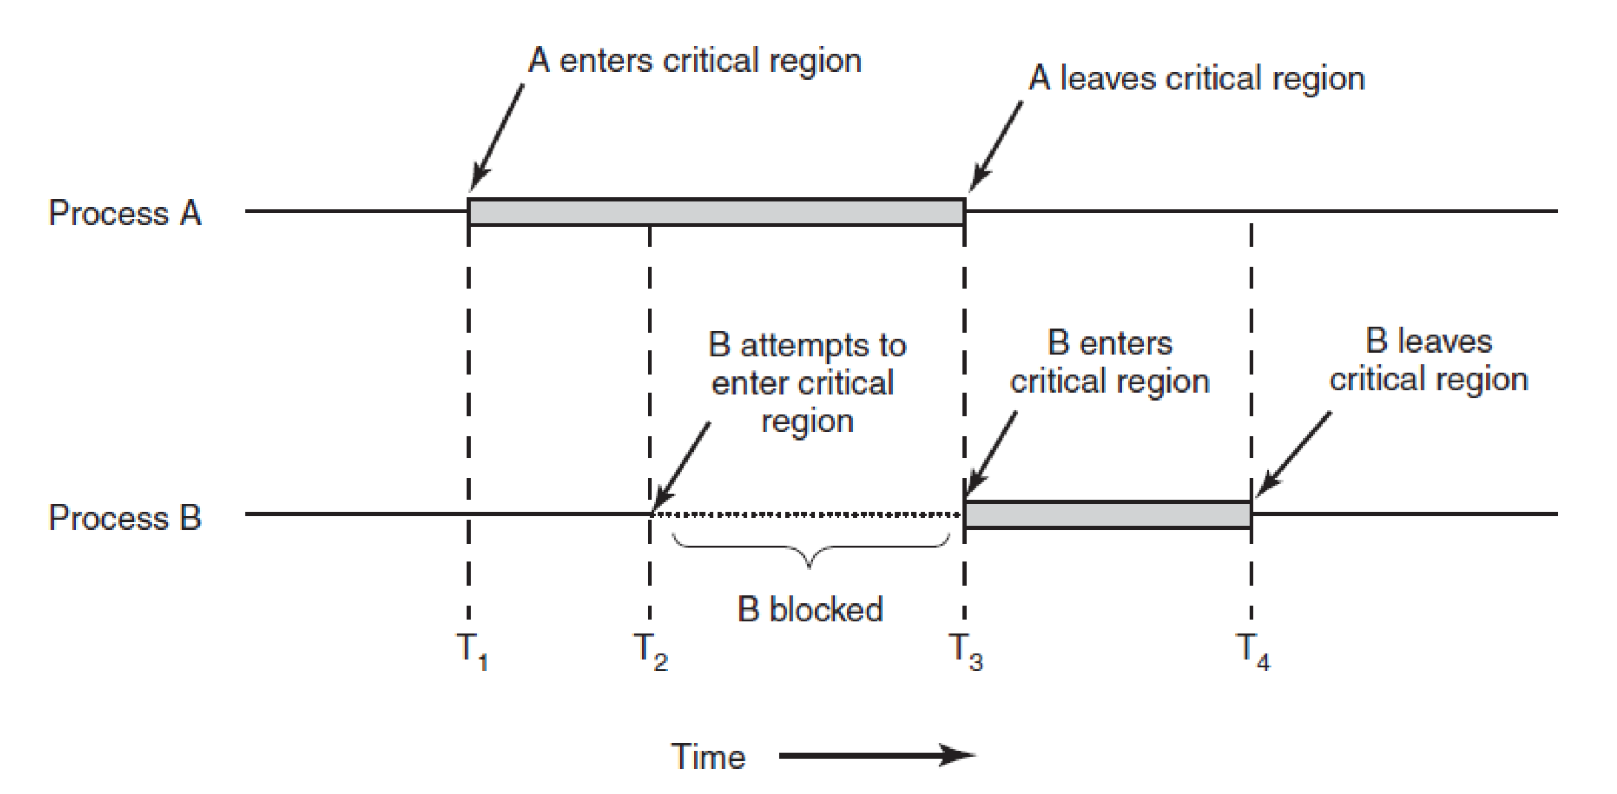 A enters critical region
A leaves critical region
Process A
B attempts to
enter critical
region
B enters
critical region
B leaves
critical region
Process B
B blocked
T1
T2
T3
T4
Time